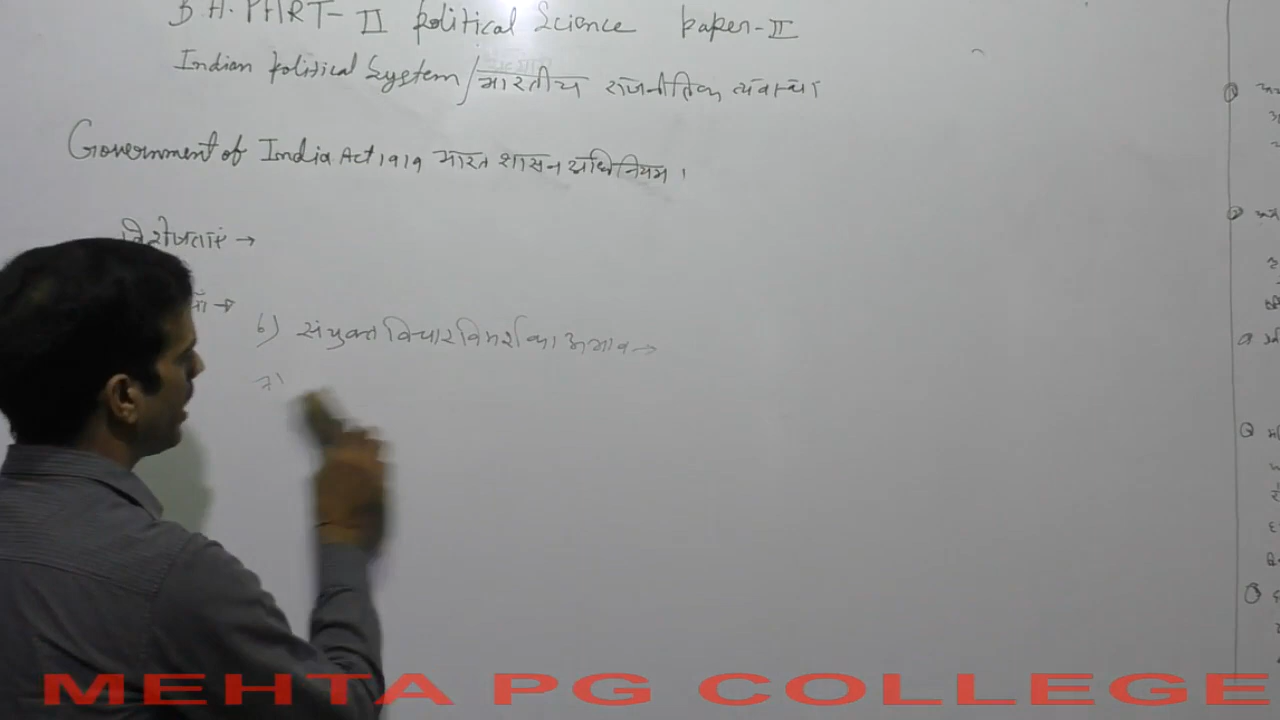 B.A. PART- II Political Science Paper-II
Indian Political System/भारतीय राजनीतिक व्यवस्था
Government of India Act 1919 भारत शासन अधिनियम।
विशेषताएं →
6) संयुक्त विचार विमर्श का अभाव →
7)
MEHTA PG COLLEGE